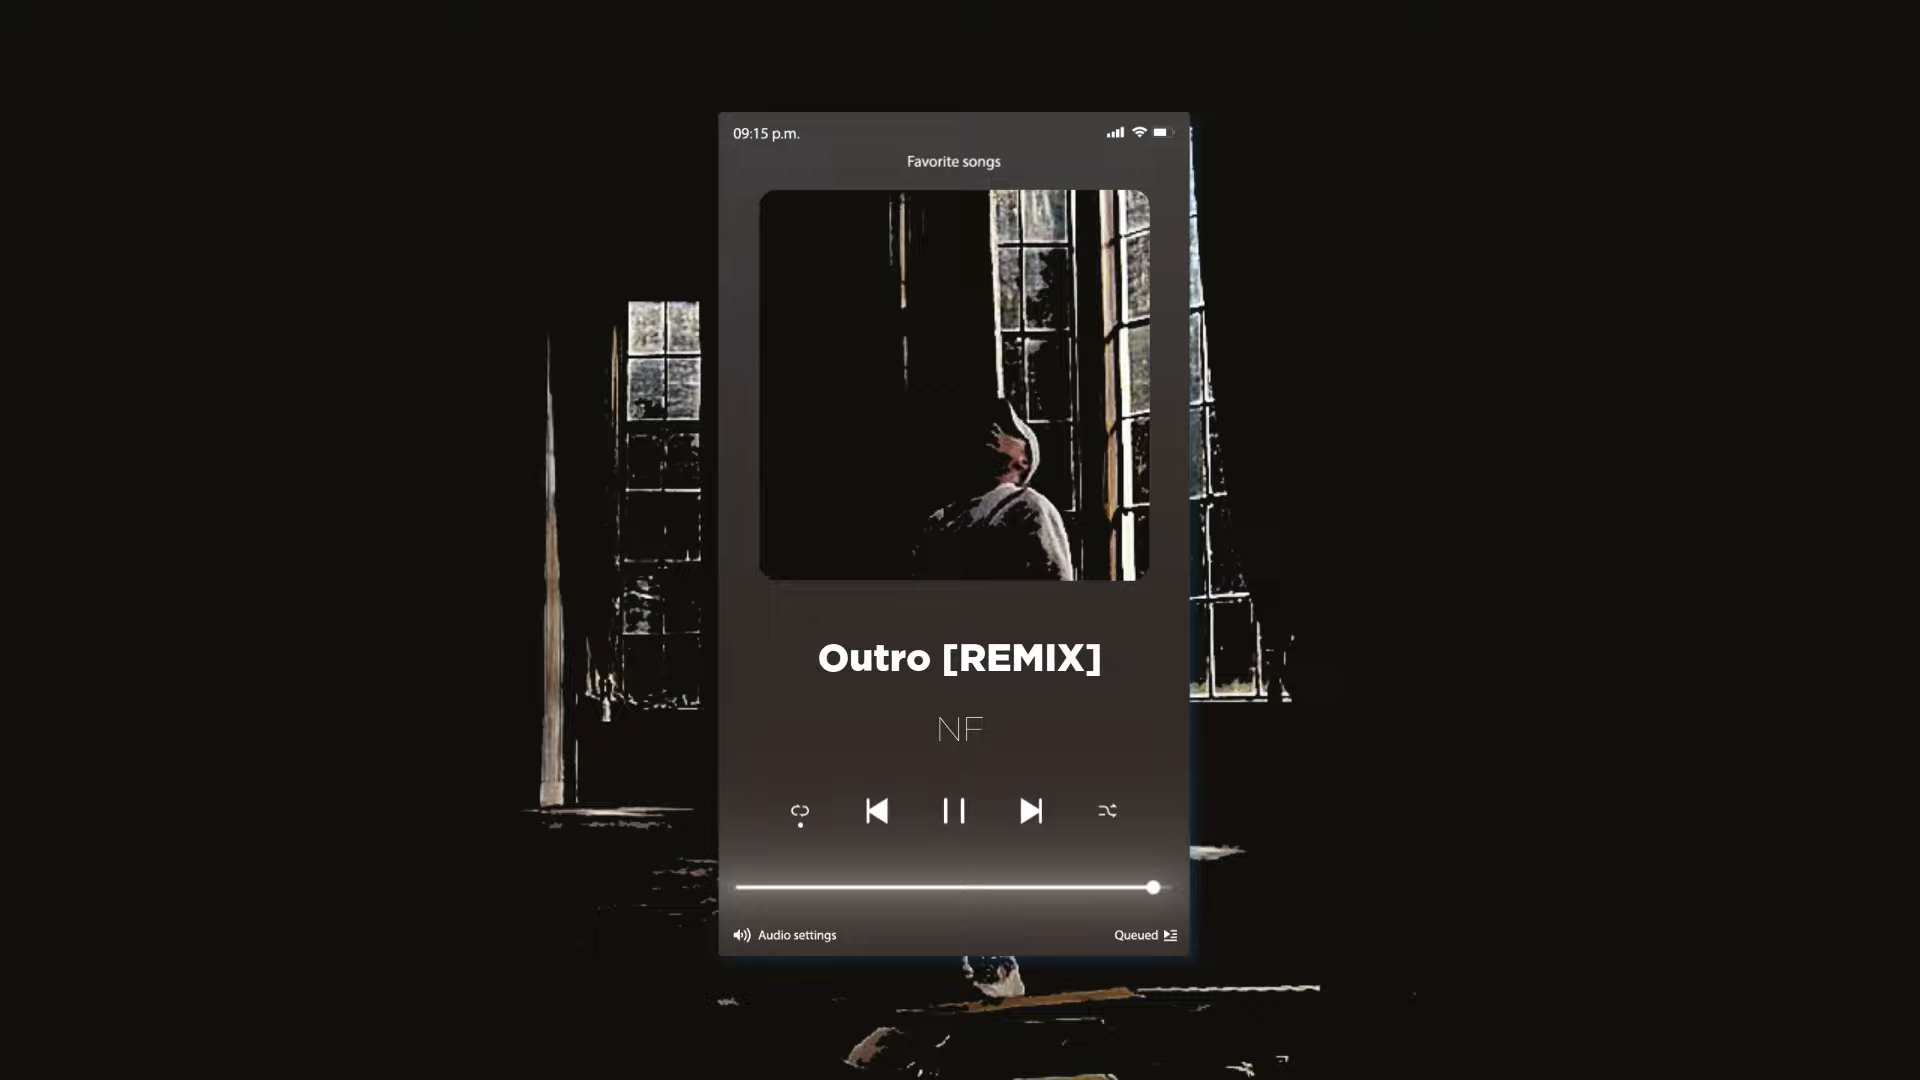 09:15 p.m.
Favorite songs
Outro [REMIX]
NF
Audio settings
Queued